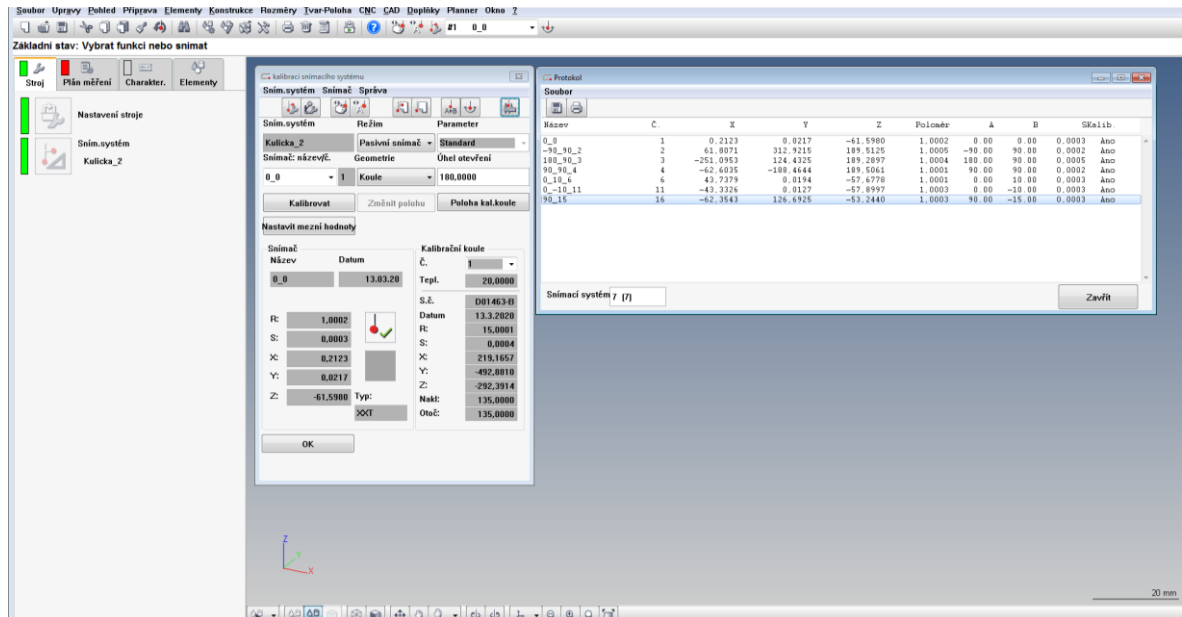 Soubor Upravy Pohled Příprava Elementy Konstrukce Rozměry Tvar-Poloha CNC CAD Doplňky Planner Okno ?
#1 0_0
Základní stav: Vybrat funkci nebo snimat
Stroj Plán měření Charakter. Elementy
Nastavení stroje
Sním.systém
Kulicka_2
kalibraci snimaciho systému
Sním.systém Snímač Správa
Sním.systém Režim Parameter
Kulicka_2 Pasivní snímač Standard
Snímač: název/č. Geometrie Úhel otevření
0_0 1 Koule 180,0000
Kalibrovat Změnit polohu Poloha kal.koule
Nastavit mezní hodnoty
Snímač
Název Datum
0_0 13.03.20
R: 1,0002
S: 0,0003
X: 0,2123
Y: 0,0217
Z: -61,5980 Typ:
XXT
Kalibrační koule
Č. 1
Tepl. 20,0000
S.č. D01463-B
Datum 13.3.2020
R: 15,0001
S: 0,0004
X: 219,1657
Y: -492,8810
Z: -292,3914
Nakl: 135,0000
Otoč: 135,0000
OK
Protokol
Soubor
Název Č. X Y Z Poloměr A B SKalib.
0_0 1 0,2123 0,0217 -61,5980 1,0002 0.00 0.00 0,0003 Ano
-90_90_2 2 61,8071 312,9215 189,5125 1,0005 -90.00 90.00 0,0002 Ano
180_90_3 3 -251,0953 124,4325 189,2897 1,0004 180.00 90.00 0,0005 Ano
90_90_4 4 -62,6035 -188,4644 189,5061 1,0001 90.00 90.00 0,0002 Ano
0_10_6 6 43,7379 0,0194 -57,6778 1,0001 0.00 10.00 0,0003 Ano
0_-10_11 11 -43,3326 0,0127 -57,8997 1,0003 0.00 -10.00 0,0003 Ano
90_15 16 -62,3543 126,6925 -53,2440 1,0003 90.00 -15.00 0,0003 Ano
Snímací systém 7 (7)
Zavřít
Z
Y
X
20 mm